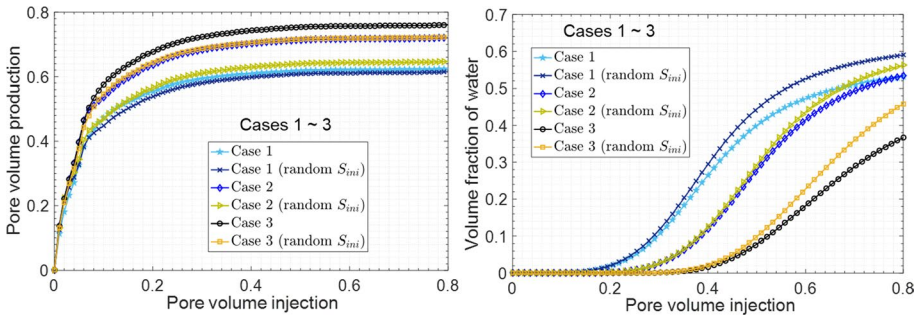 0.8
0.6
0.4
0.2
0
Pore volume production
Cases 1 ~ 3
Case 1
Case 1 (random S_ini)
Case 2
Case 2 (random S_ini)
Case 3
Case 3 (random S_ini)
0 0.2 0.4 0.6 0.8
Pore volume injection
0.7
0.6
0.5
0.4
0.3
0.2
0.1
0
Volume fraction of water
Cases 1 ~ 3
Case 1
Case 1 (random S_ini)
Case 2
Case 2 (random S_ini)
Case 3
Case 3 (random S_ini)
0 0.2 0.4 0.6 0.8
Pore volume injection